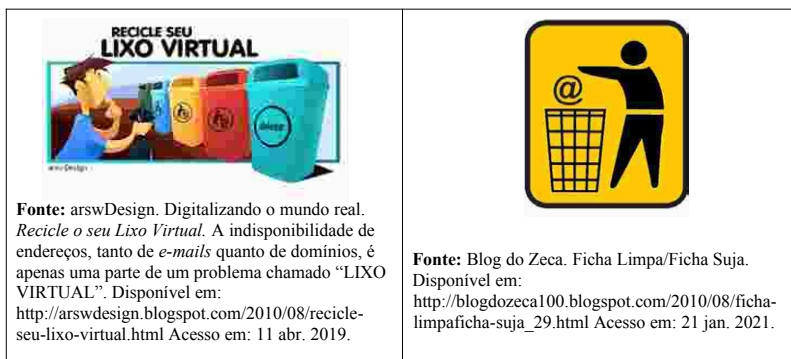 RECICLE SEU
LIXO VIRTUAL
arswDesign
Fonte: arswDesign. Digitalizando o mundo real.
Recicle o seu Lixo Virtual. A indisponibilidade de
endereços, tanto de e-mails quanto de domínios, é
apenas uma parte de um problema chamado “LIXO
VIRTUAL”. Disponível em:
http://arswdesign.blogspot.com/2010/08/recicle-
seu-lixo-virtual.html Acesso em: 11 abr. 2019.
@
Fonte: Blog do Zeca. Ficha Limpa/Ficha Suja.
Disponível em:
http://blogdozeca100.blogspot.com/2010/08/ficha-
limpaficha-suja_29.html Acesso em: 21 jan. 2021.